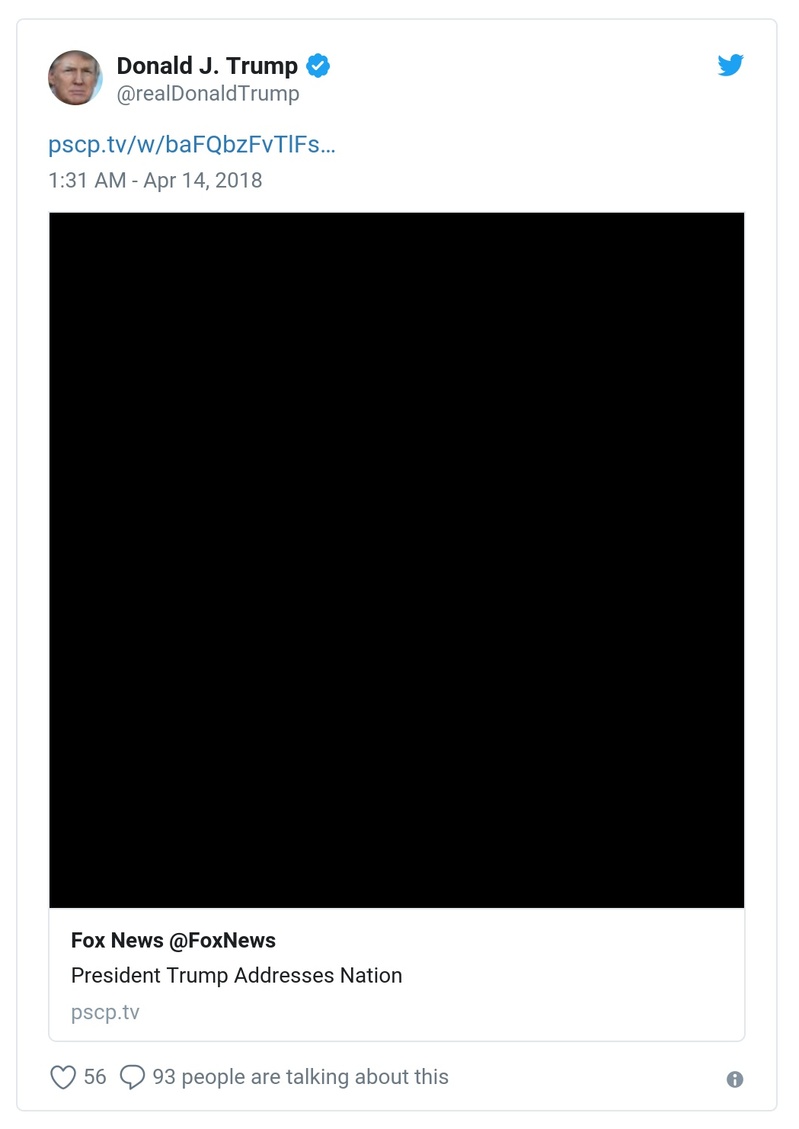 Donald J. Trump
@realDonaldTrump
pscp.tv/w/baFQbzFvTlFs…
1:31 AM - Apr 14, 2018
Fox News @FoxNews
President Trump Addresses Nation
pscp.tv
56 93 people are talking about this